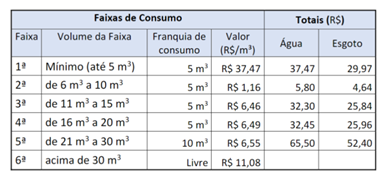 Faixas de Consumo Totais (R$)
Faixa Volume da Faixa Franquia de consumo Valor (R$/m³) Água Esgoto
1ª Mínimo (até 5 m³) 5 m³ R$ 37,47 37,47 29,97
2ª de 6 m³ a 10 m³ 5 m³ R$ 1,16 5,80 4,64
3ª de 11 m³ a 15 m³ 5 m³ R$ 6,46 32,30 25,84
4ª de 16 m³ a 20 m³ 5 m³ R$ 6,49 32,45 25,96
5ª de 21 m³ a 30 m³ 10 m³ R$ 6,55 65,50 52,40
6ª acima de 30 m³ Livre R$ 11,08